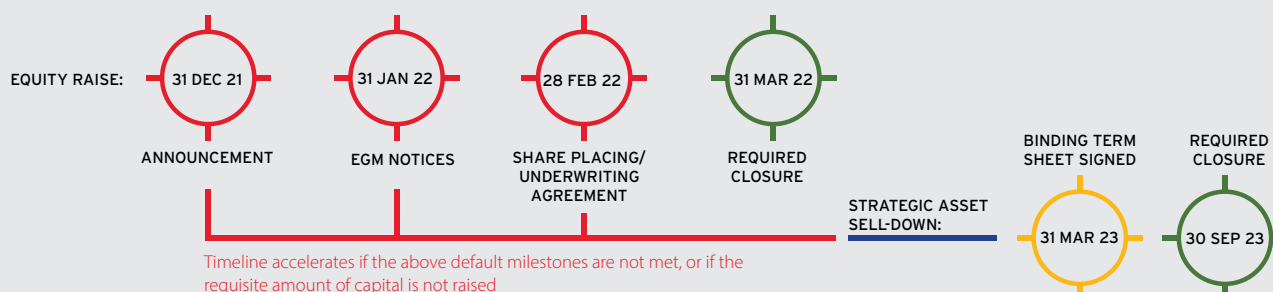 EQUITY RAISE:
31 DEC 21
31 JAN 22
28 FEB 22
31 MAR 22
ANNOUNCEMENT
EGM NOTICES
SHARE PLACING/
UNDERWRITING
AGREEMENT
REQUIRED
CLOSURE
BINDING TERM
SHEET SIGNED
REQUIRED
CLOSURE
STRATEGIC ASSET
SELL-DOWN:
31 MAR 23
30 SEP 23
Timeline accelerates if the above default milestones are not met, or if the
requisite amount of capital is not raised